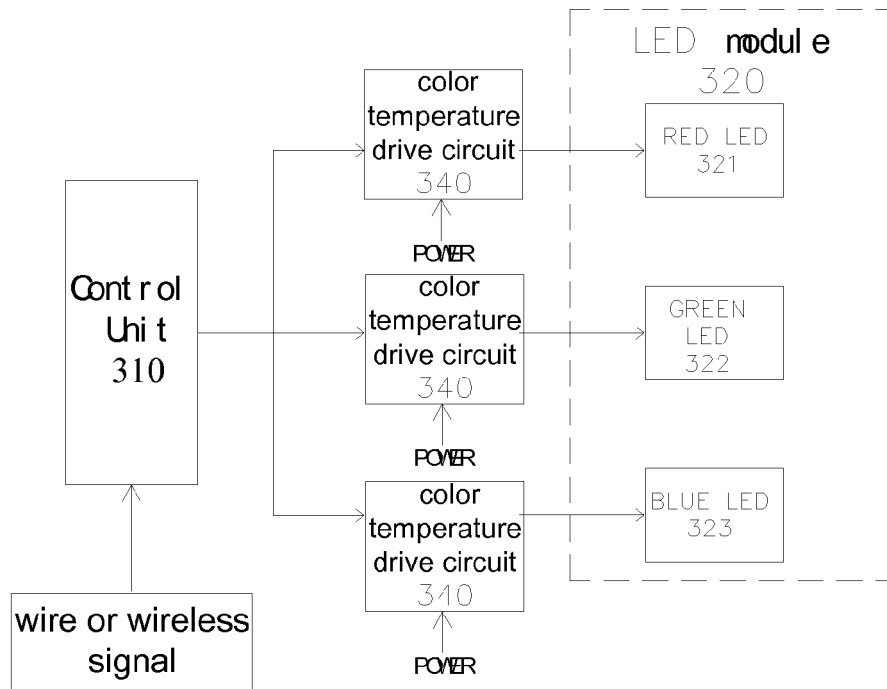 LED module
320
color
temperature
drive circuit
340
RED LED
321
POWER
Control
Unit
310
color
temperature
drive circuit
340
GREEN
LED
322
POWER
color
temperature
drive circuit
340
BLUE LED
323
POWER
wire or wireless
signal